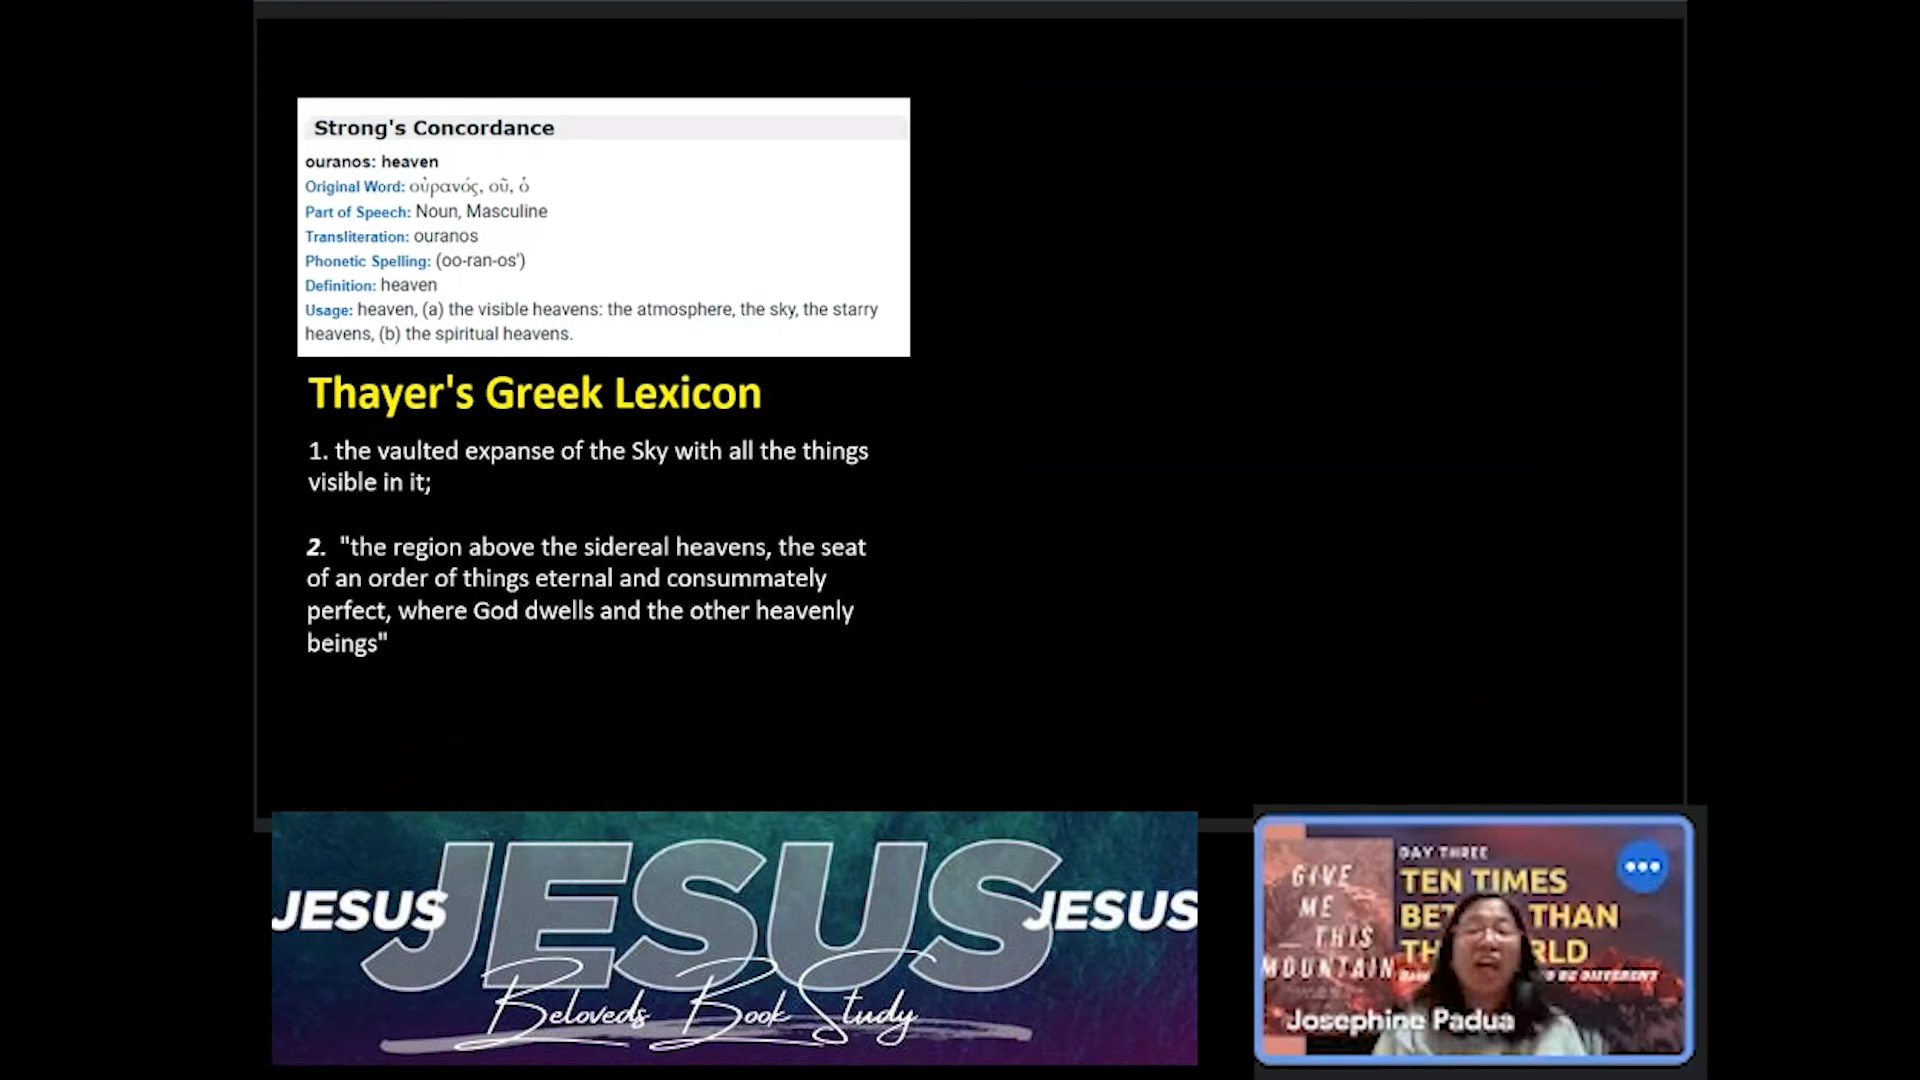 Strong's Concordance
ouranos: heaven
Original Word: οὐρανός, οῦ, ὁ
Part of Speech: Noun, Masculine
Transliteration: ouranos
Phonetic Spelling: (oo-ran-os')
Definition: heaven
Usage: heaven, (a) the visible heavens: the atmosphere, the sky, the starry
heavens, (b) the spiritual heavens.
Thayer's Greek Lexicon
1. the vaulted expanse of the Sky with all the things
visible in it;
2. "the region above the sidereal heavens, the seat
of an order of things eternal and consummately
perfect, where God dwells and the other heavenly
beings"
JESUS JESUS JESUS
Beloveds Book Study
GIVE
ME
THIS
MOUNTAIN
DAY THREE
TEN TIMES
THAN
BE DIFFERENT
Josephine Padua